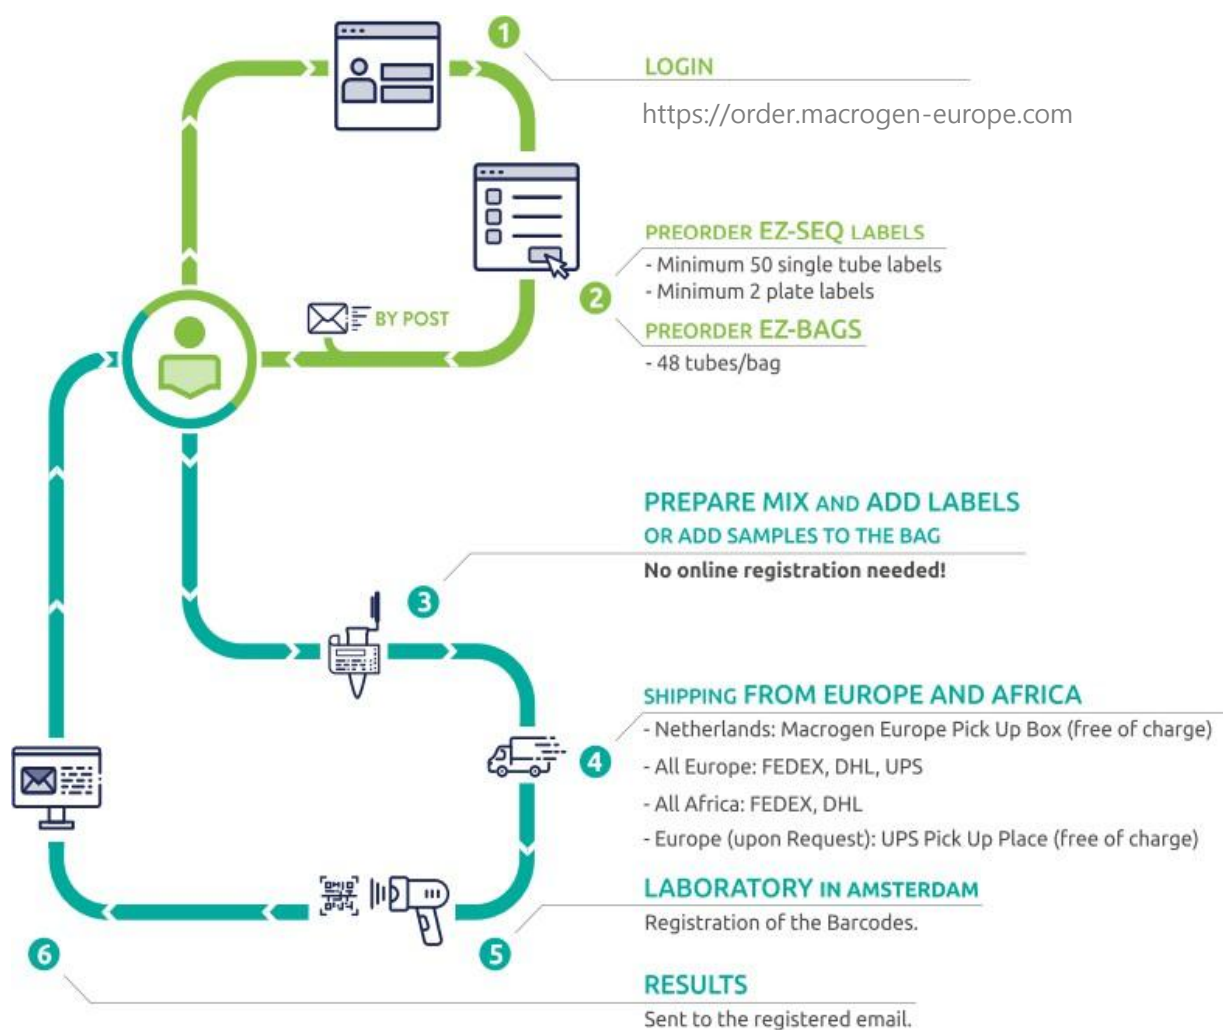 1
LOGIN
https://order.macrogen-europe.com
PREORDER EZ-SEQ LABELS
- Minimum 50 single tube labels
- Minimum 2 plate labels
2
BY POST
PREORDER EZ-BAGS
- 48 tubes/bag
PREPARE MIX AND ADD LABELS
OR ADD SAMPLES TO THE BAG
No online registration needed!
3
SHIPPING FROM EUROPE AND AFRICA
- Netherlands: Macrogen Europe Pick Up Box (free of charge)
4
- All Europe: FEDEX, DHL, UPS
- All Africa: FEDEX, DHL
- Europe (upon Request): UPS Pick Up Place (free of charge)
LABORATORY IN AMSTERDAM
Registration of the Barcodes.
5
6
RESULTS
Sent to the registered email.